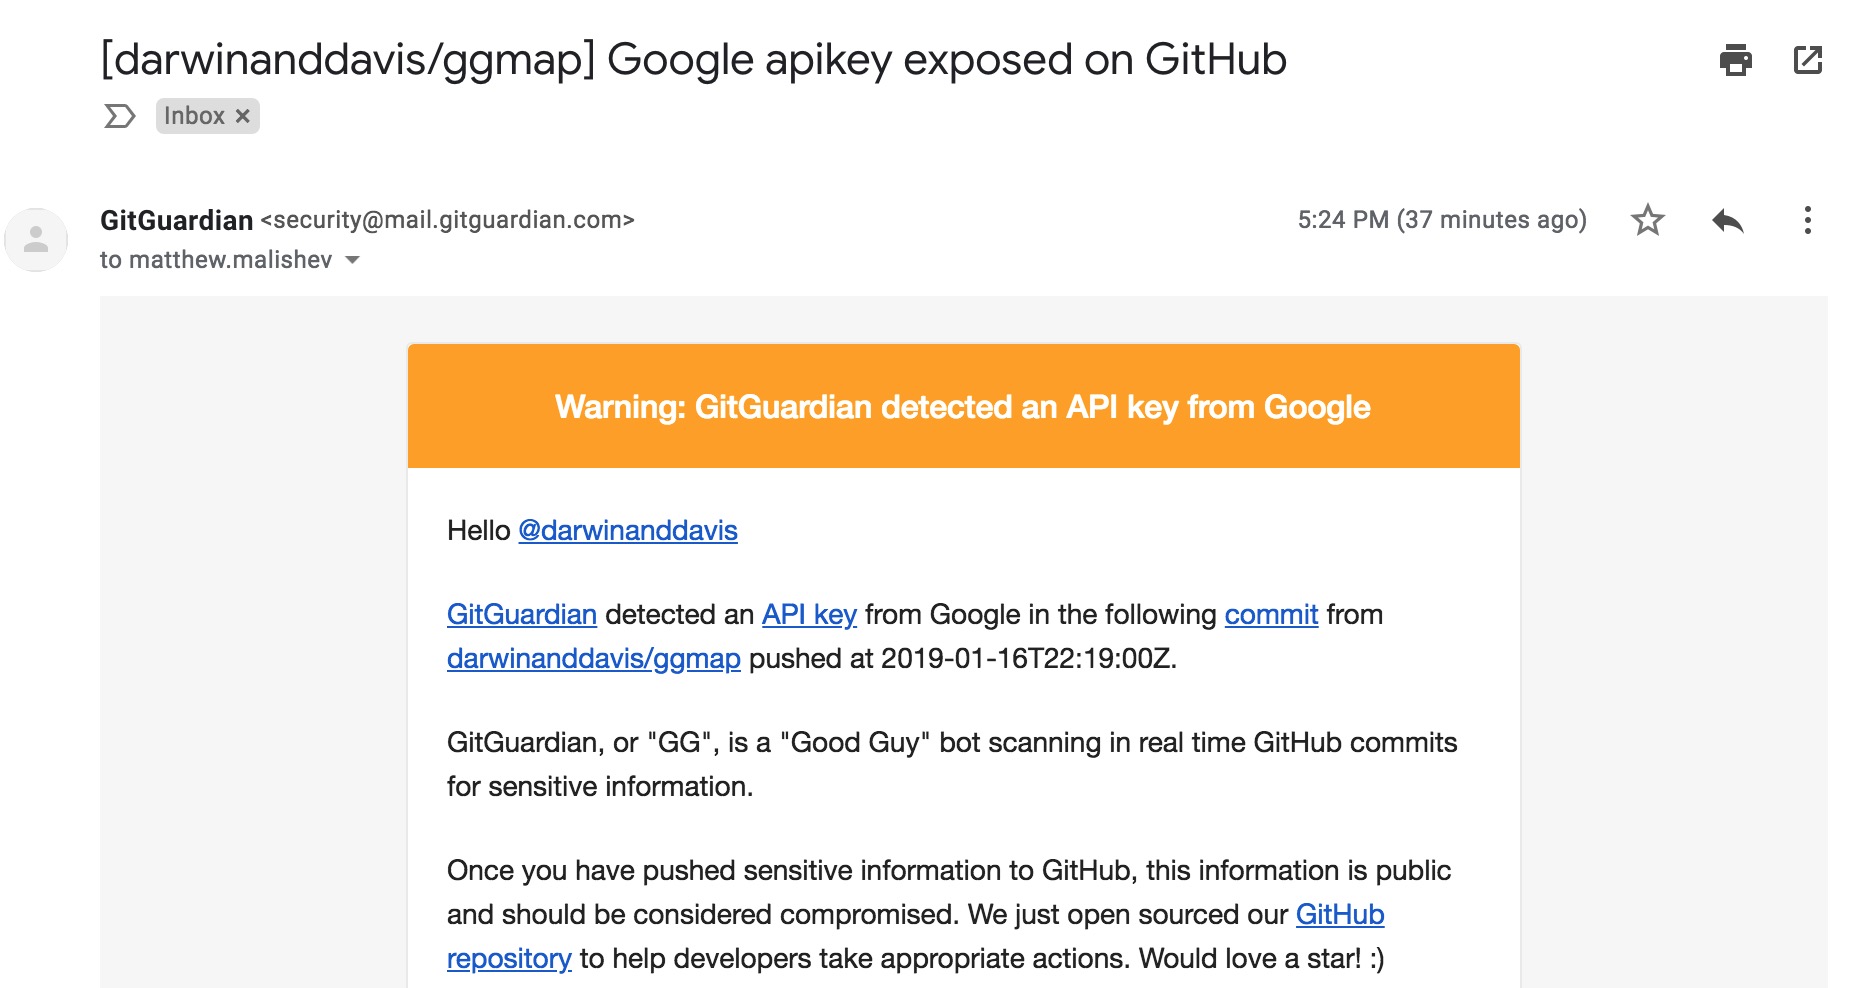 [darwinanddavis/ggmap] Google apikey exposed on GitHub
Inbox ×
GitGuardian <security@mail.gitguardian.com>
5:24 PM (37 minutes ago)
to matthew.malishev
Warning: GitGuardian detected an API key from Google
Hello @darwinanddavis
GitGuardian detected an API key from Google in the following commit from
darwinanddavis/ggmap pushed at 2019-01-16T22:19:00Z.
GitGuardian, or "GG", is a "Good Guy" bot scanning in real time GitHub commits
for sensitive information.
Once you have pushed sensitive information to GitHub, this information is public
and should be considered compromised. We just open sourced our GitHub
repository to help developers take appropriate actions. Would love a star! :)